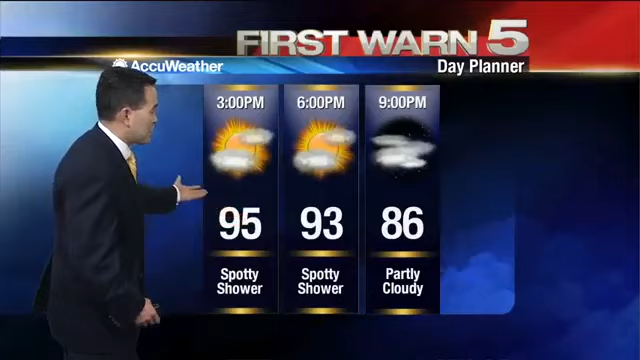 FIRST WARN 5
AccuWeather
Day Planner
3:00PM 6:00PM 9:00PM
95 93 86
Spotty Spotty Partly
Shower Shower Cloudy